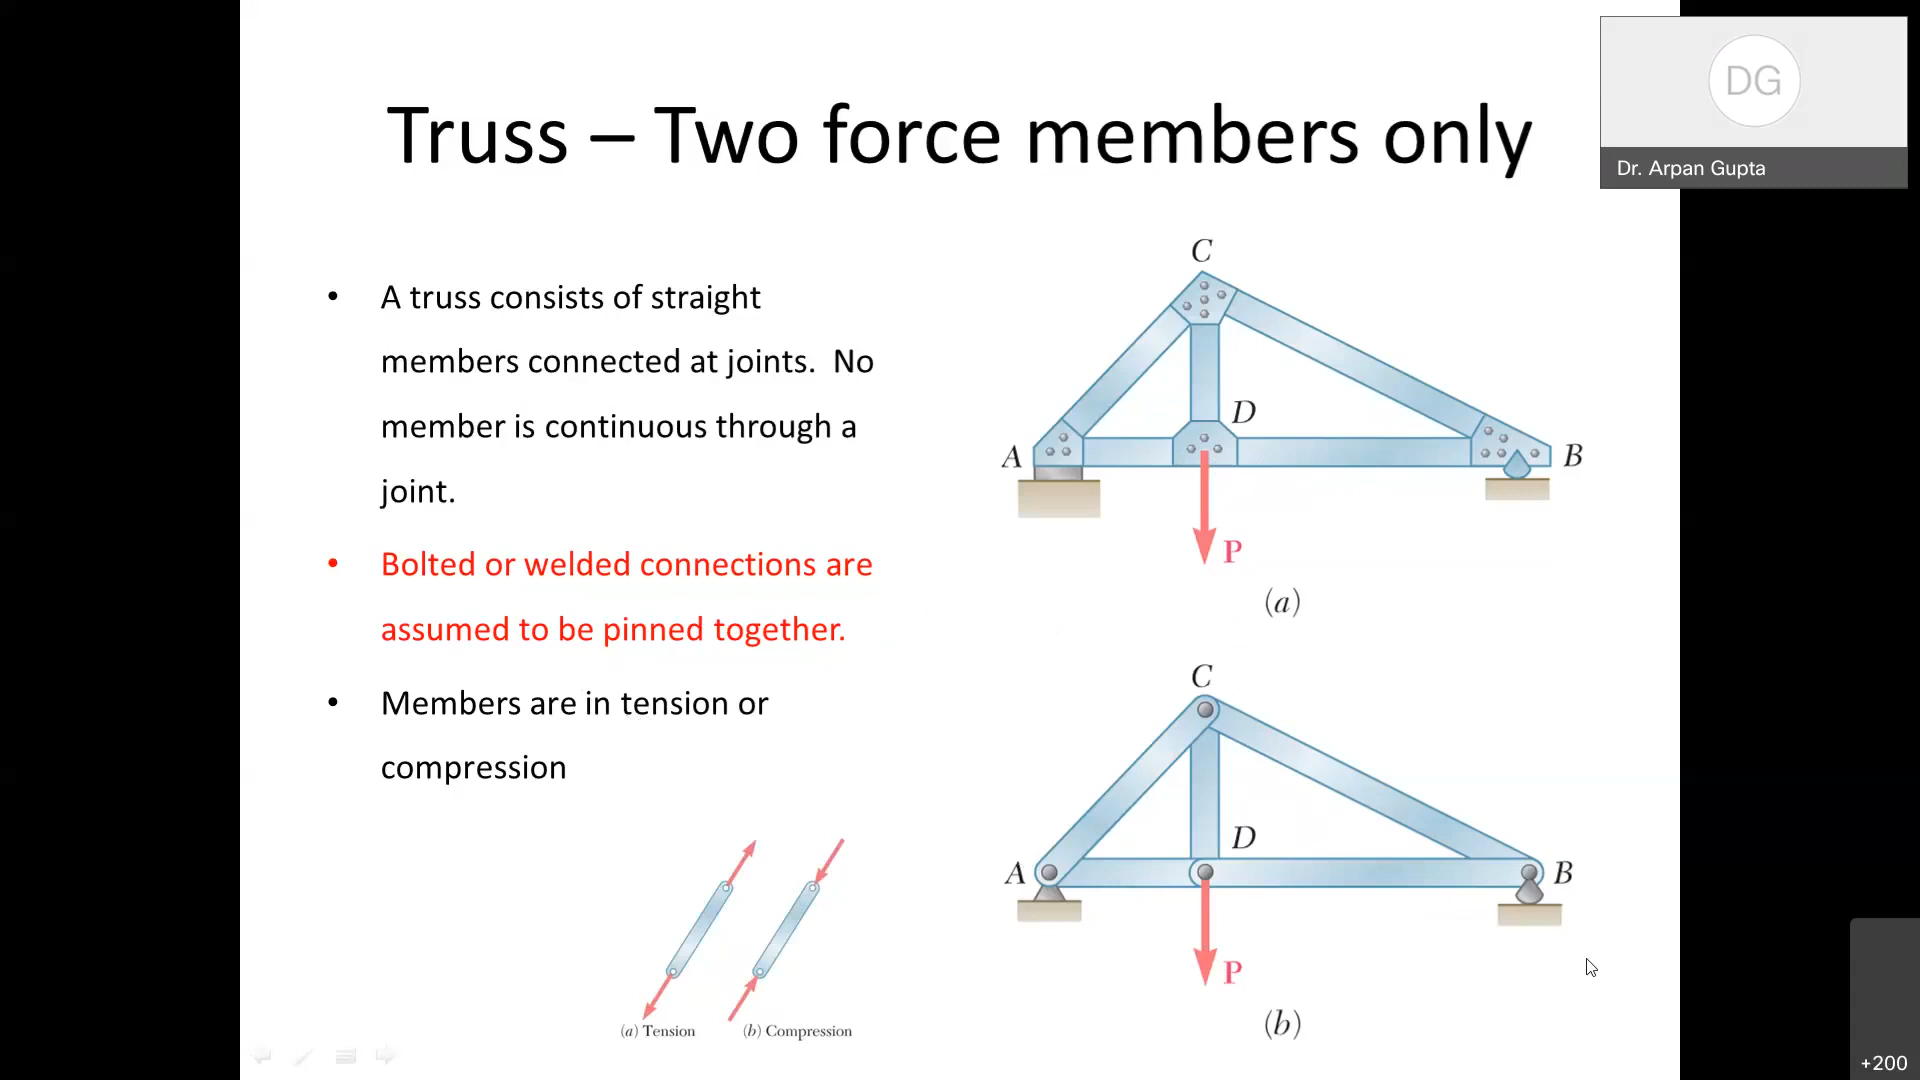 Truss – Two force members only
DG
Dr. Arpan Gupta
• A truss consists of straight
members connected at joints.  No
member is continuous through a
joint.
• Bolted or welded connections are
assumed to be pinned together.
• Members are in tension or
compression
C
D
A
B
P
(a)
C
D
A
B
P
(b)
(a) Tension
(b) Compression
+200